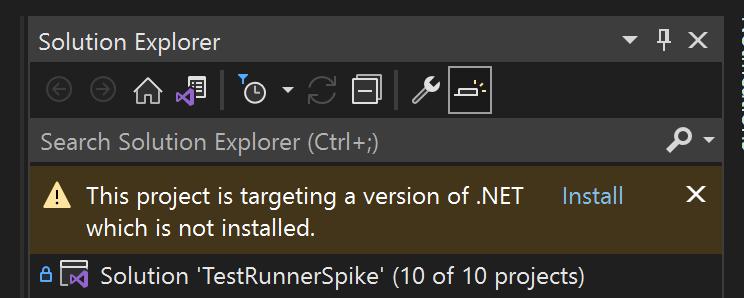 Solution Explorer
Search Solution Explorer (Ctrl+;)
This project is targeting a version of .NET Install
which is not installed.
Solution 'TestRunnerSpike' (10 of 10 projects)